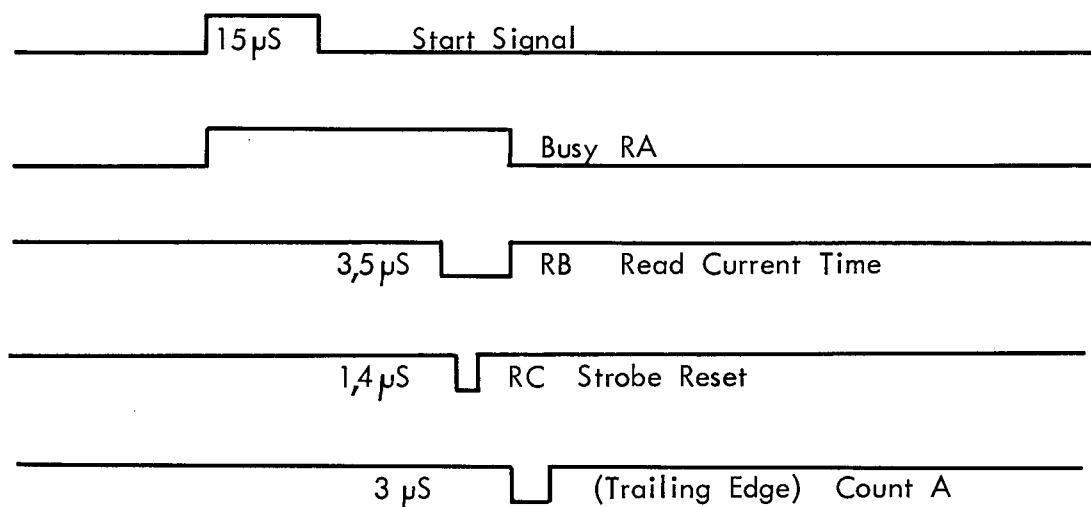 15µS Start Signal
Busy RA
3,5µS RB Read Current Time
1,4µS RC Strobe Reset
3 µS (Trailing Edge) Count A